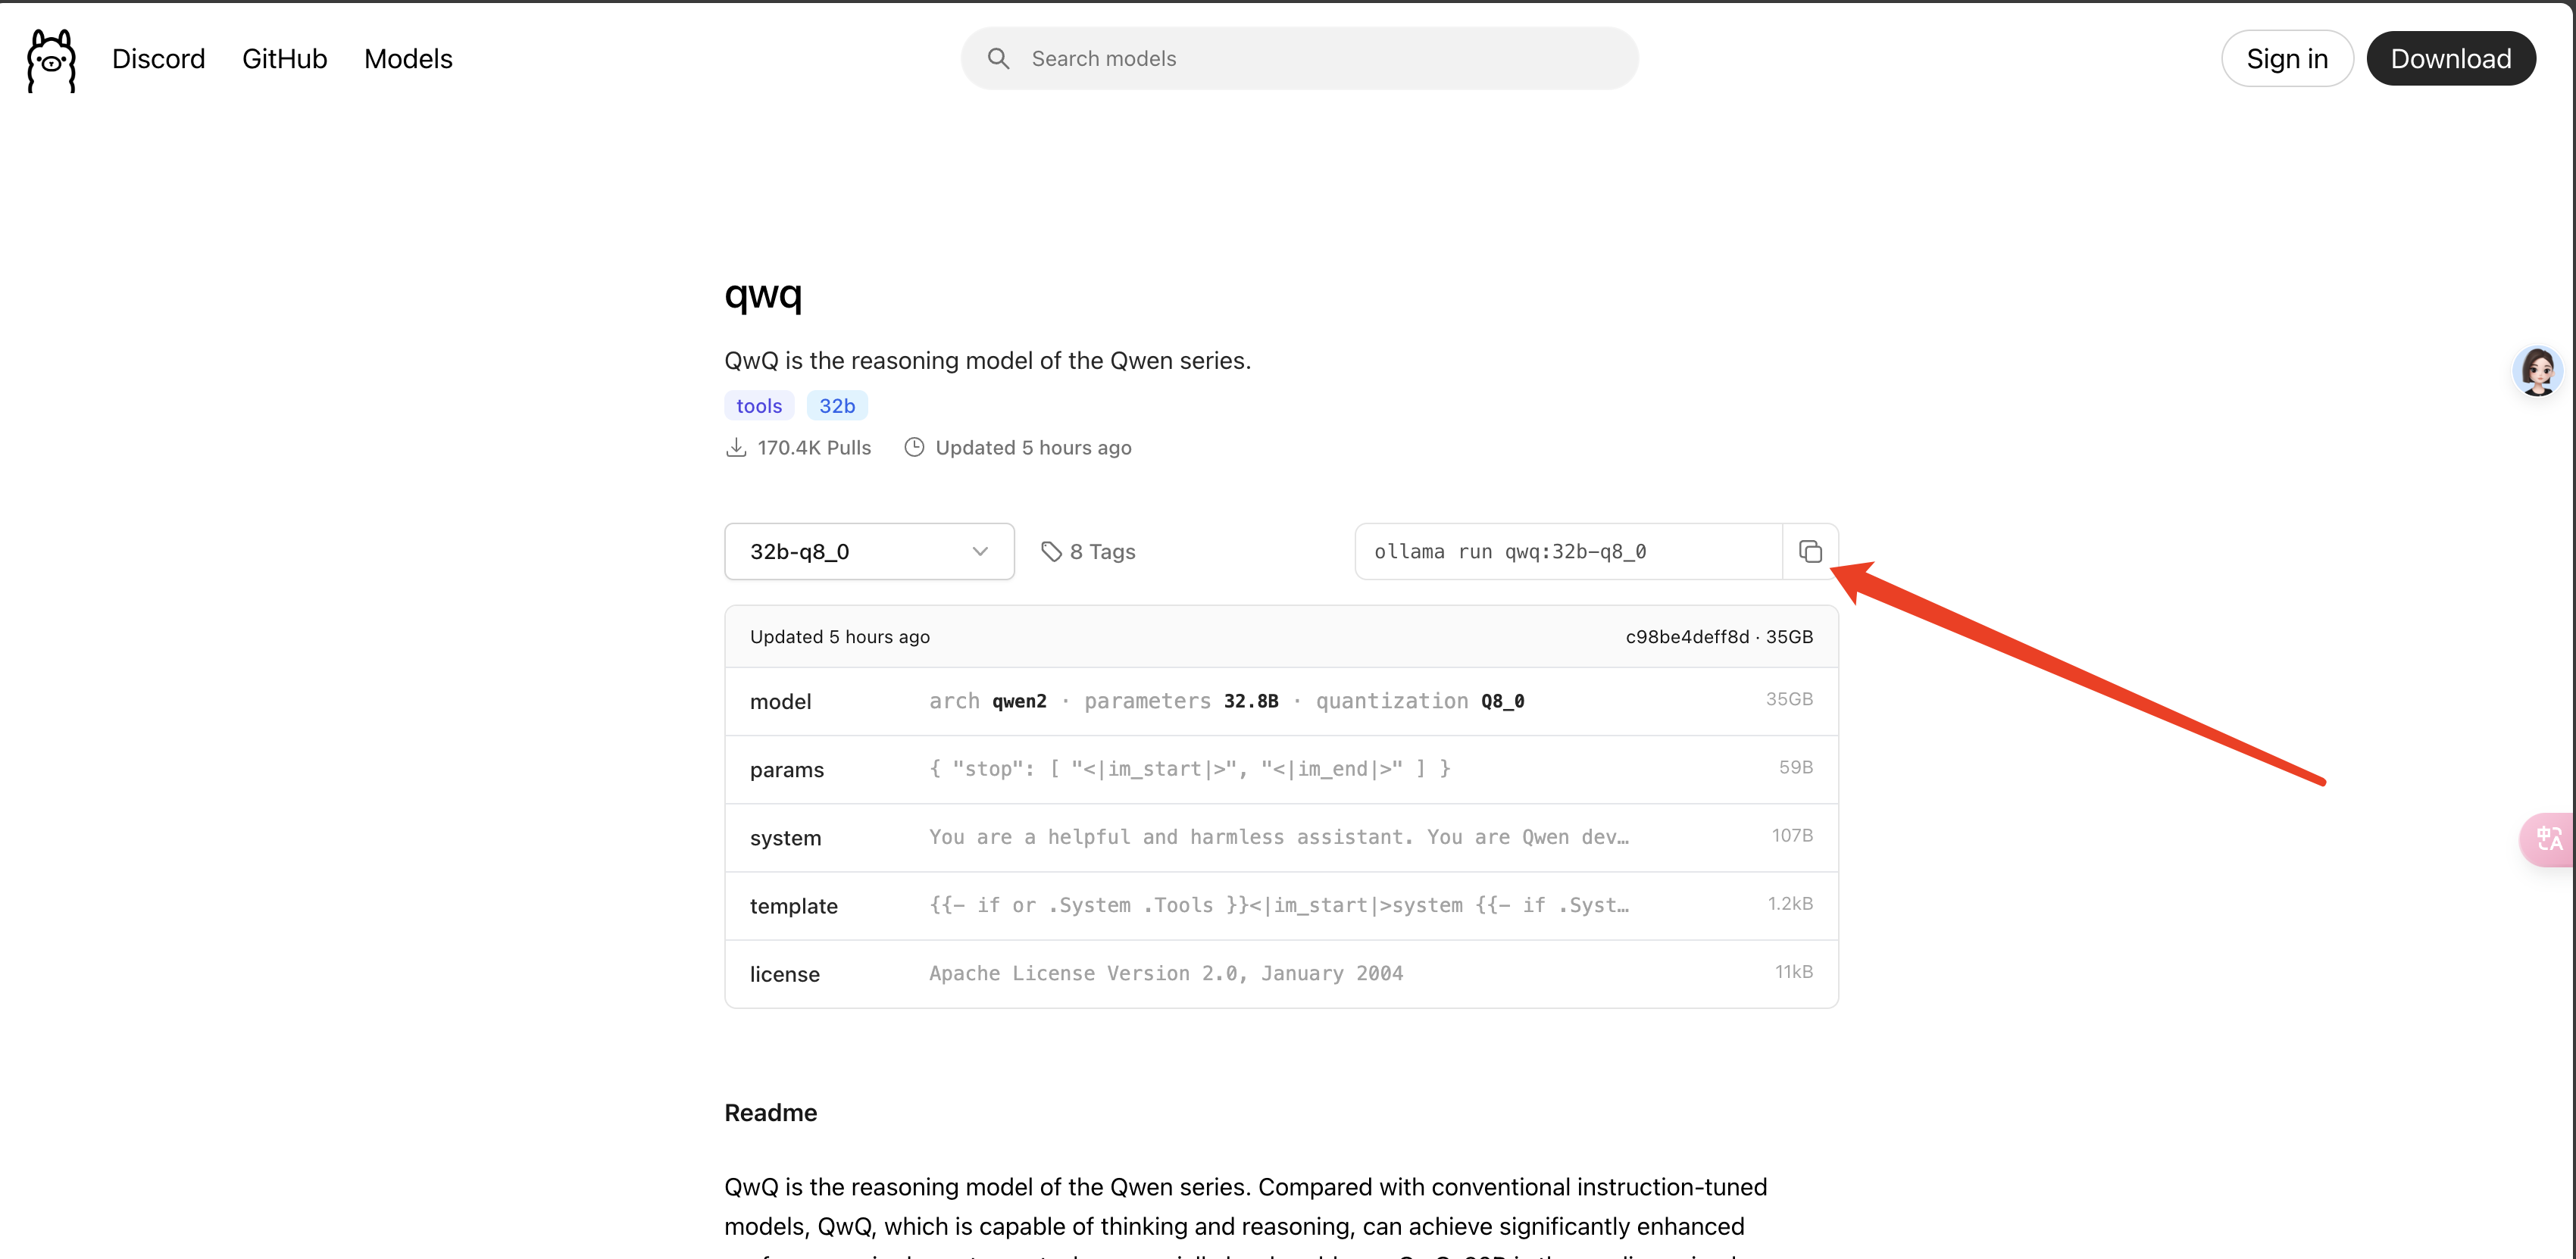 Discord GitHub Models Search models Sign in Download
qwq
QwQ is the reasoning model of the Qwen series.
tools 32b
170.4K Pulls Updated 5 hours ago
32b-q8_0 8 Tags ollama run qwq:32b-q8_0
Updated 5 hours ago c98be4deff8d · 35GB
model arch qwen2 · parameters 32.8B · quantization Q8_0 35GB
params { "stop": [ "<|im_start|>", "<|im_end|>" ] } 59B
system You are a helpful and harmless assistant. You are Qwen dev… 107B
template {{- if or .System .Tools }}<|im_start|>system {{- if .Syst… 1.2kB
license Apache License Version 2.0, January 2004 11kB
Readme
QwQ is the reasoning model of the Qwen series. Compared with conventional instruction-tuned
models, QwQ, which is capable of thinking and reasoning, can achieve significantly enhanced